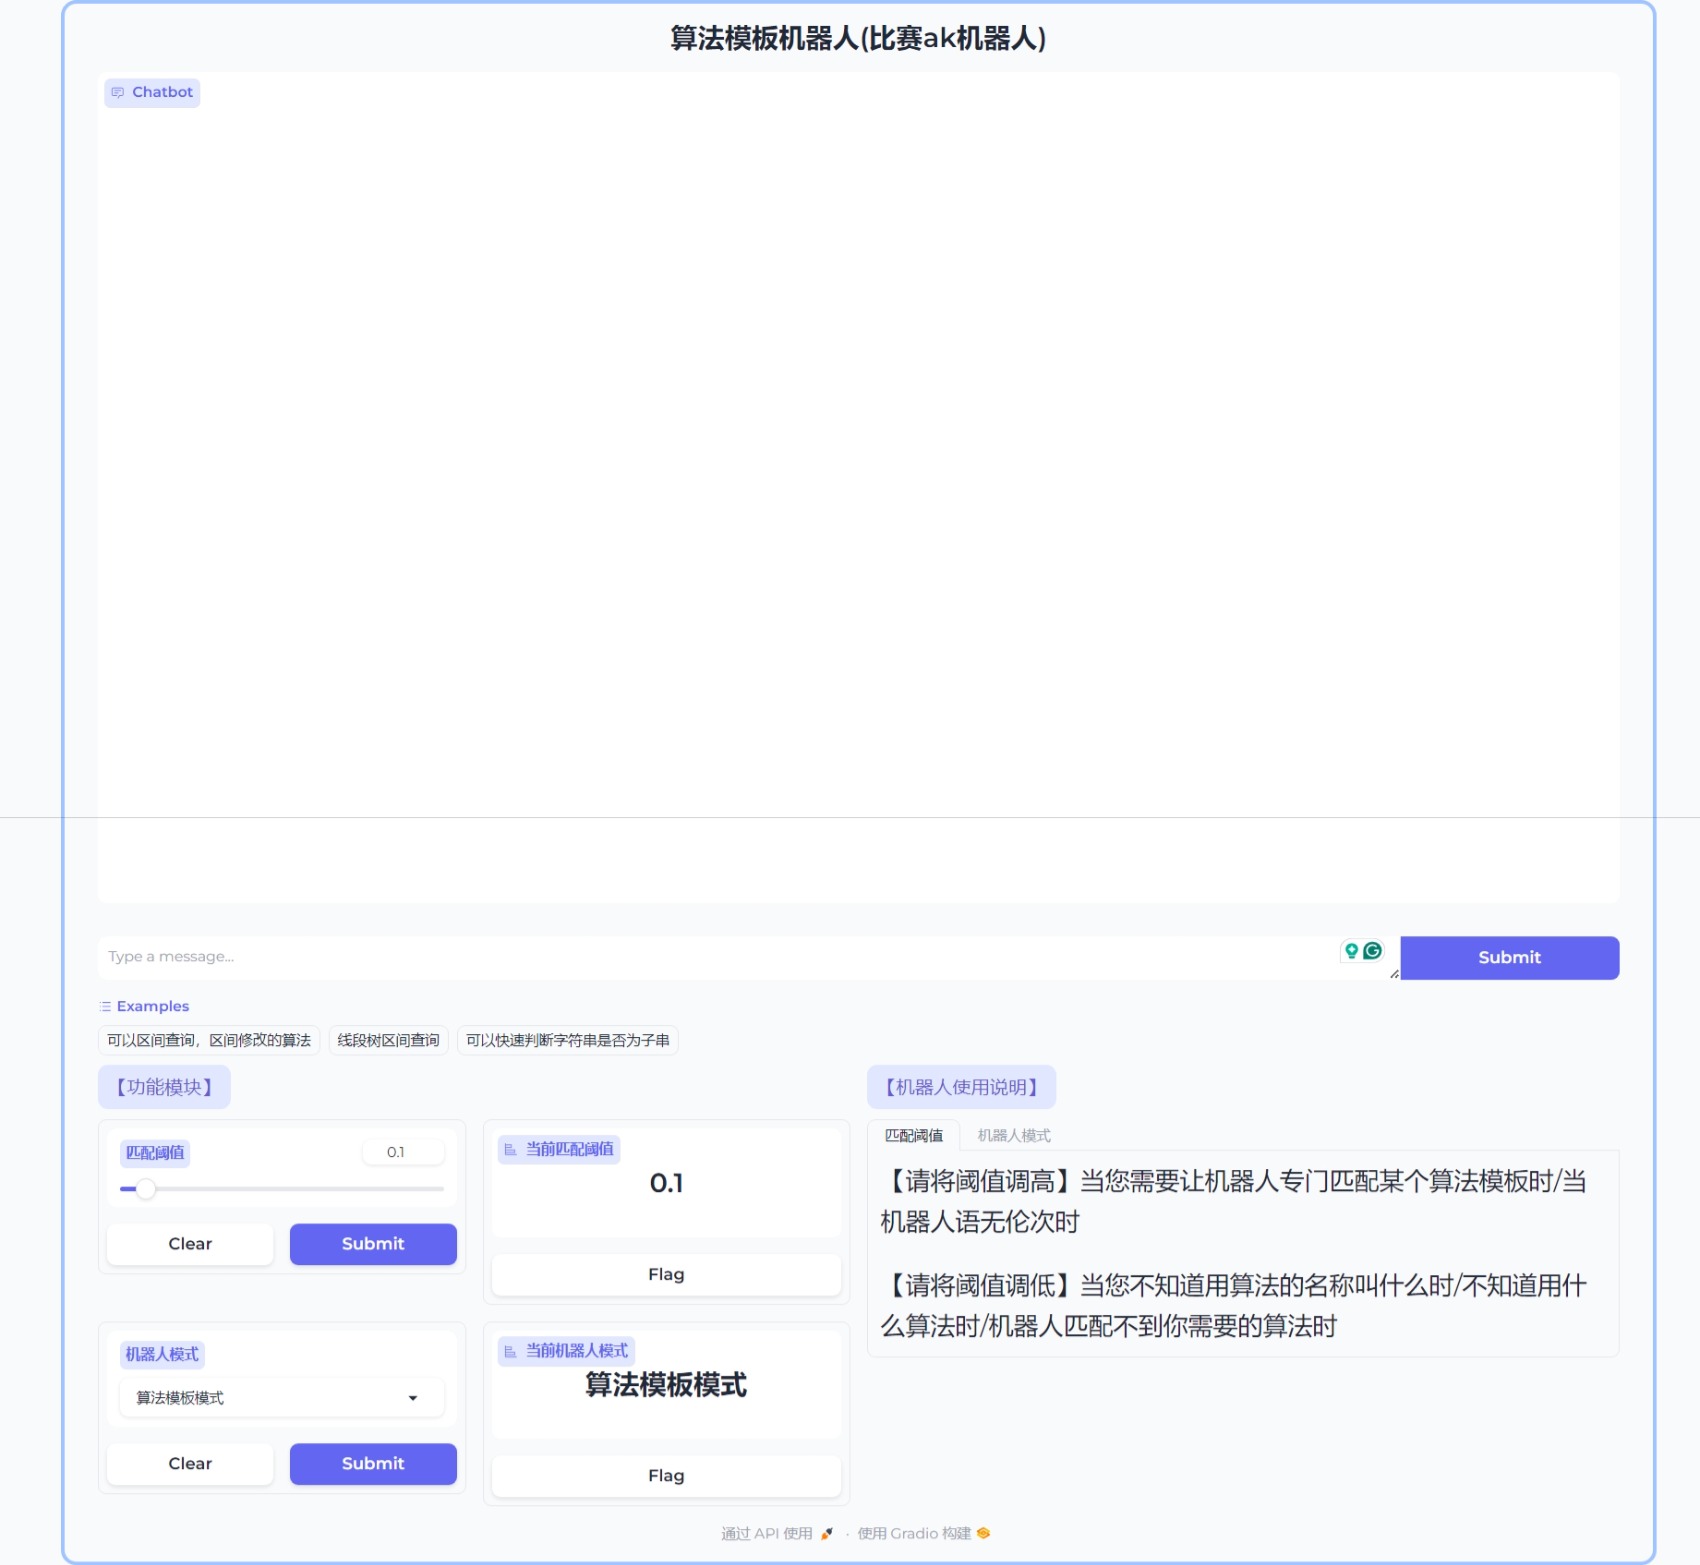 算法模板机器人(比赛ak机器人)
Chatbot
Type a message...
Submit
Examples
可以区间查询，区间修改的算法
线段树区间查询
可以快速判断字符串是否为子串
【功能模块】
匹配阈值
0.1
Clear
Submit
当前匹配阈值
0.1
Flag
机器人模式
算法模板模式
Clear
Submit
当前机器人模式
算法模板模式
Flag
【机器人使用说明】
匹配阈值
机器人模式
【请将阈值调高】当您需要让机器人专门匹配某个算法模板时/当
机器人语无伦次时
【请将阈值调低】当您不知道用算法的名称叫什么时/不知道用什
么算法时/机器人匹配不到你需要的算法时
通过 API 使用 · 使用 Gradio 构建